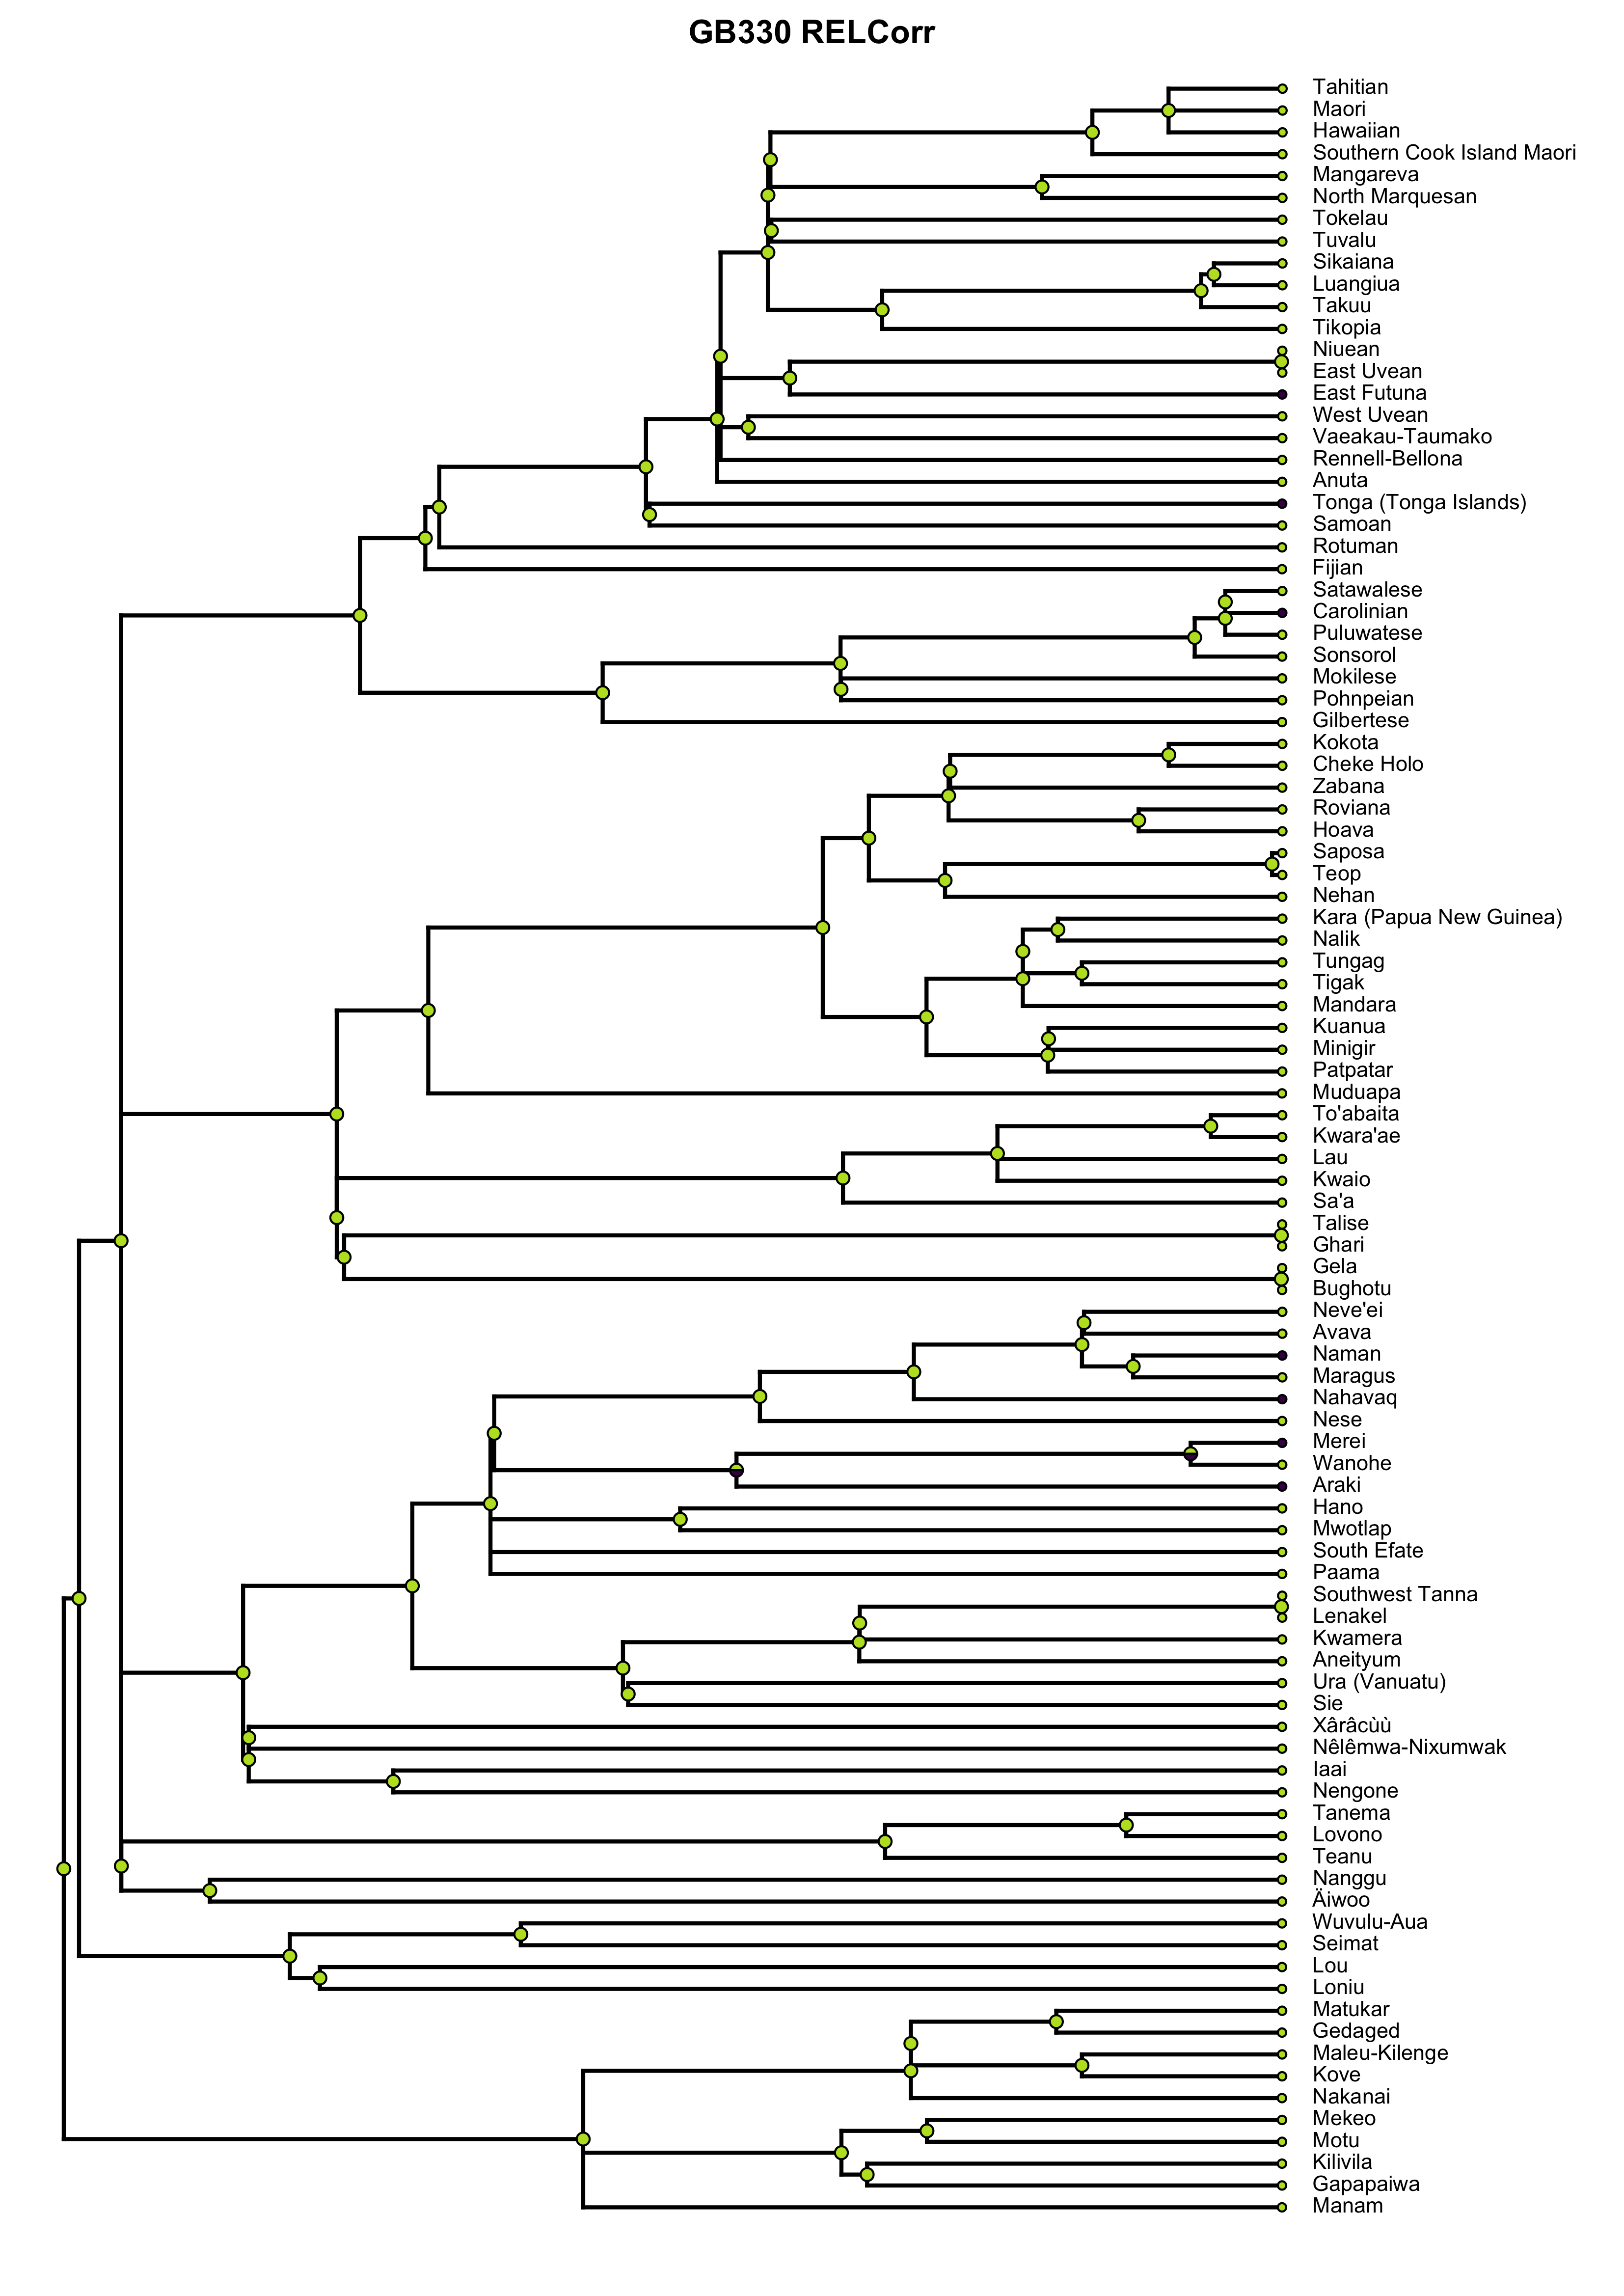 GB330 RELCorr
Tahitian
Maori
Hawaiian
Southern Cook Island Maori
Mangareva
North Marquesan
Tokelau
Tuvalu
Sikaiana
Luangiua
Takuu
Tikopia
Niuean
East Uvean
East Futuna
West Uvean
Vaeakau-Taumako
Rennell-Bellona
Anuta
Tonga (Tonga Islands)
Samoan
Rotuman
Fijian
Satawalese
Carolinian
Puluwatese
Sonsorol
Mokilese
Pohnpeian
Gilbertese
Kokota
Cheke Holo
Zabana
Roviana
Hoava
Saposa
Teop
Nehan
Kara (Papua New Guinea)
Nalik
Tungag
Tigak
Mandara
Kuanua
Minigir
Patpatar
Muduapa
To'abaita
Kwara'ae
Lau
Kwaio
Sa'a
Talise
Ghari
Gela
Bughotu
Neve'ei
Avava
Naman
Maragus
Nahavaq
Nese
Merei
Wanohe
Araki
Hano
Mwotlap
South Efate
Paama
Southwest Tanna
Lenakel
Kwamera
Aneityum
Ura (Vanuatu)
Sie
Xârâcùù
Nêlêmwa-Nixumwak
Iaai
Nengone
Tanema
Lovono
Teanu
Nanggu
Äiwoo
Wuvulu-Aua
Seimat
Lou
Loniu
Matukar
Gedaged
Maleu-Kilenge
Kove
Nakanai
Mekeo
Motu
Kilivila
Gapapaiwa
Manam